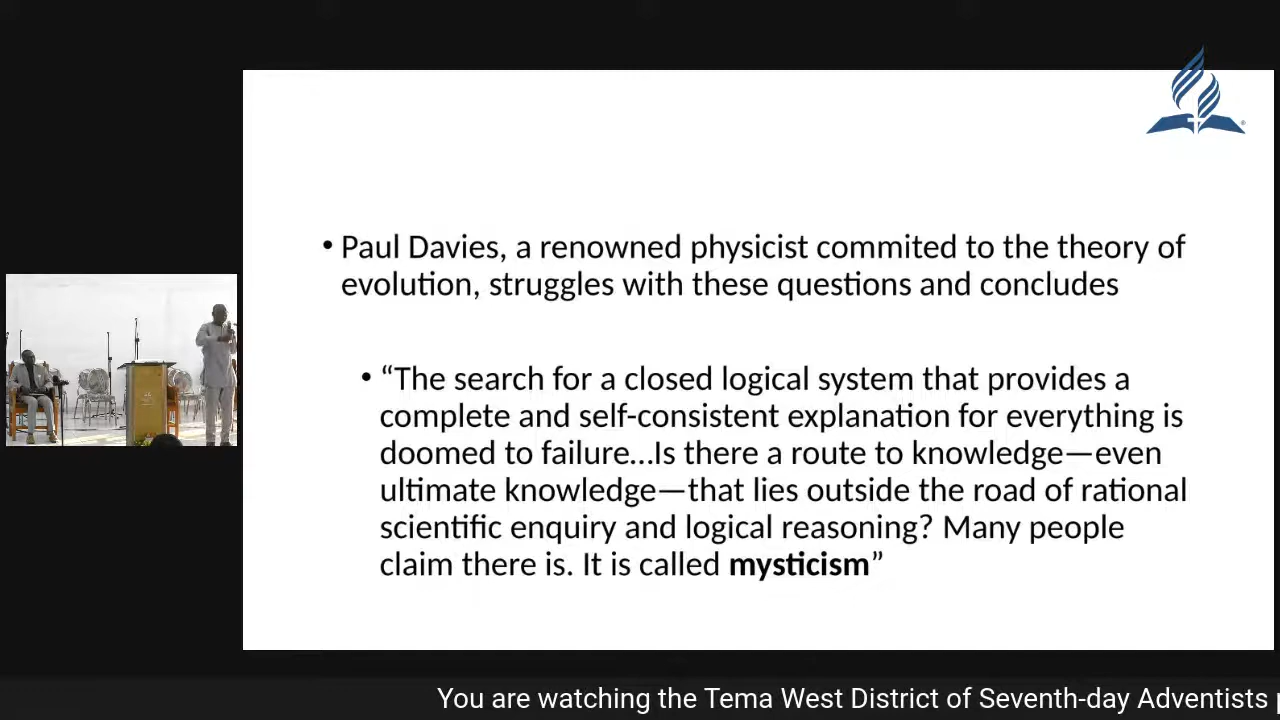 • Paul Davies, a renowned physicist commited to the theory of
evolution, struggles with these questions and concludes
• “The search for a closed logical system that provides a
complete and self-consistent explanation for everything is
doomed to failure…Is there a route to knowledge—even
ultimate knowledge—that lies outside the road of rational
scientific enquiry and logical reasoning? Many people
claim there is. It is called mysticism”
You are watching the Tema West District of Seventh-day Adventists